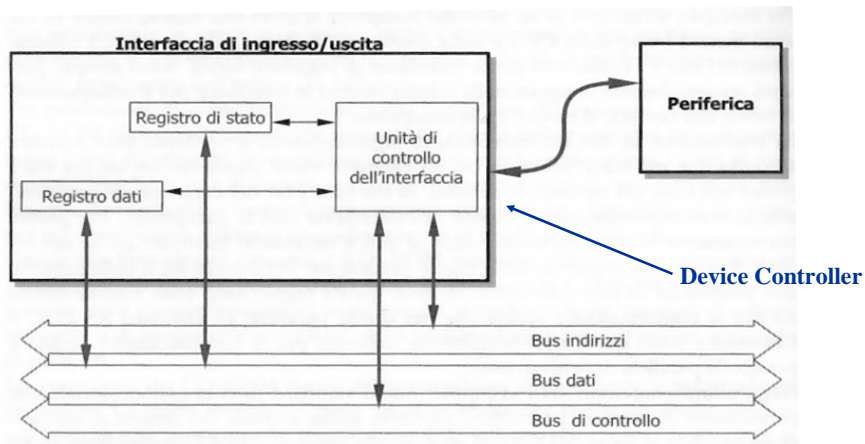 Interfaccia di ingresso/uscita
Registro di stato
Unità di
controllo
dell'interfaccia
Registro dati
Periferica
Device Controller
Bus indirizzi
Bus dati
Bus di controllo